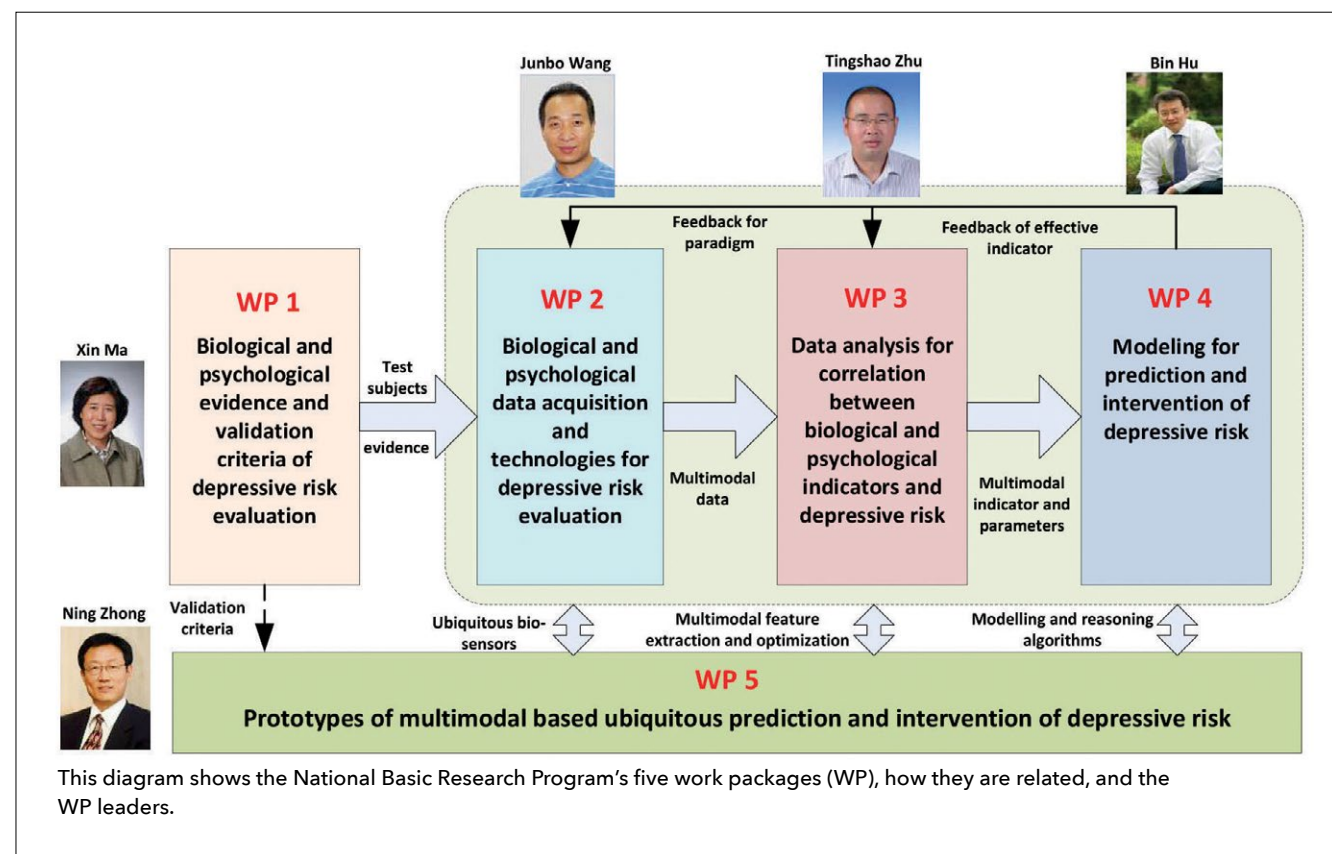 Junbo Wang
Tingshao Zhu
Bin Hu
Feedback for
paradigm
Feedback of effective
indicator
Xin Ma
WP 1
Biological and
psychological
evidence and
validation
criteria of
depressive risk
evaluation
Test
subjects
evidence
WP 2
Biological and
psychological
data acquisition
and
technologies for
depressive risk
evaluation
Multimodal
data
WP 3
Data analysis for
correlation
between
biological and
psychological
indicators and
depressive risk
Multimodal
indicator and
parameters
WP 4
Modeling for
prediction and
intervention of
depressive risk
Ning Zhong
Validation
criteria
Ubiquitous bio-
sensors
Multimodal feature
extraction and optimization
Modelling and reasoning
algorithms
WP 5
Prototypes of multimodal based ubiquitous prediction and intervention of depressive risk
This diagram shows the National Basic Research Program’s five work packages (WP), how they are related, and the
WP leaders.